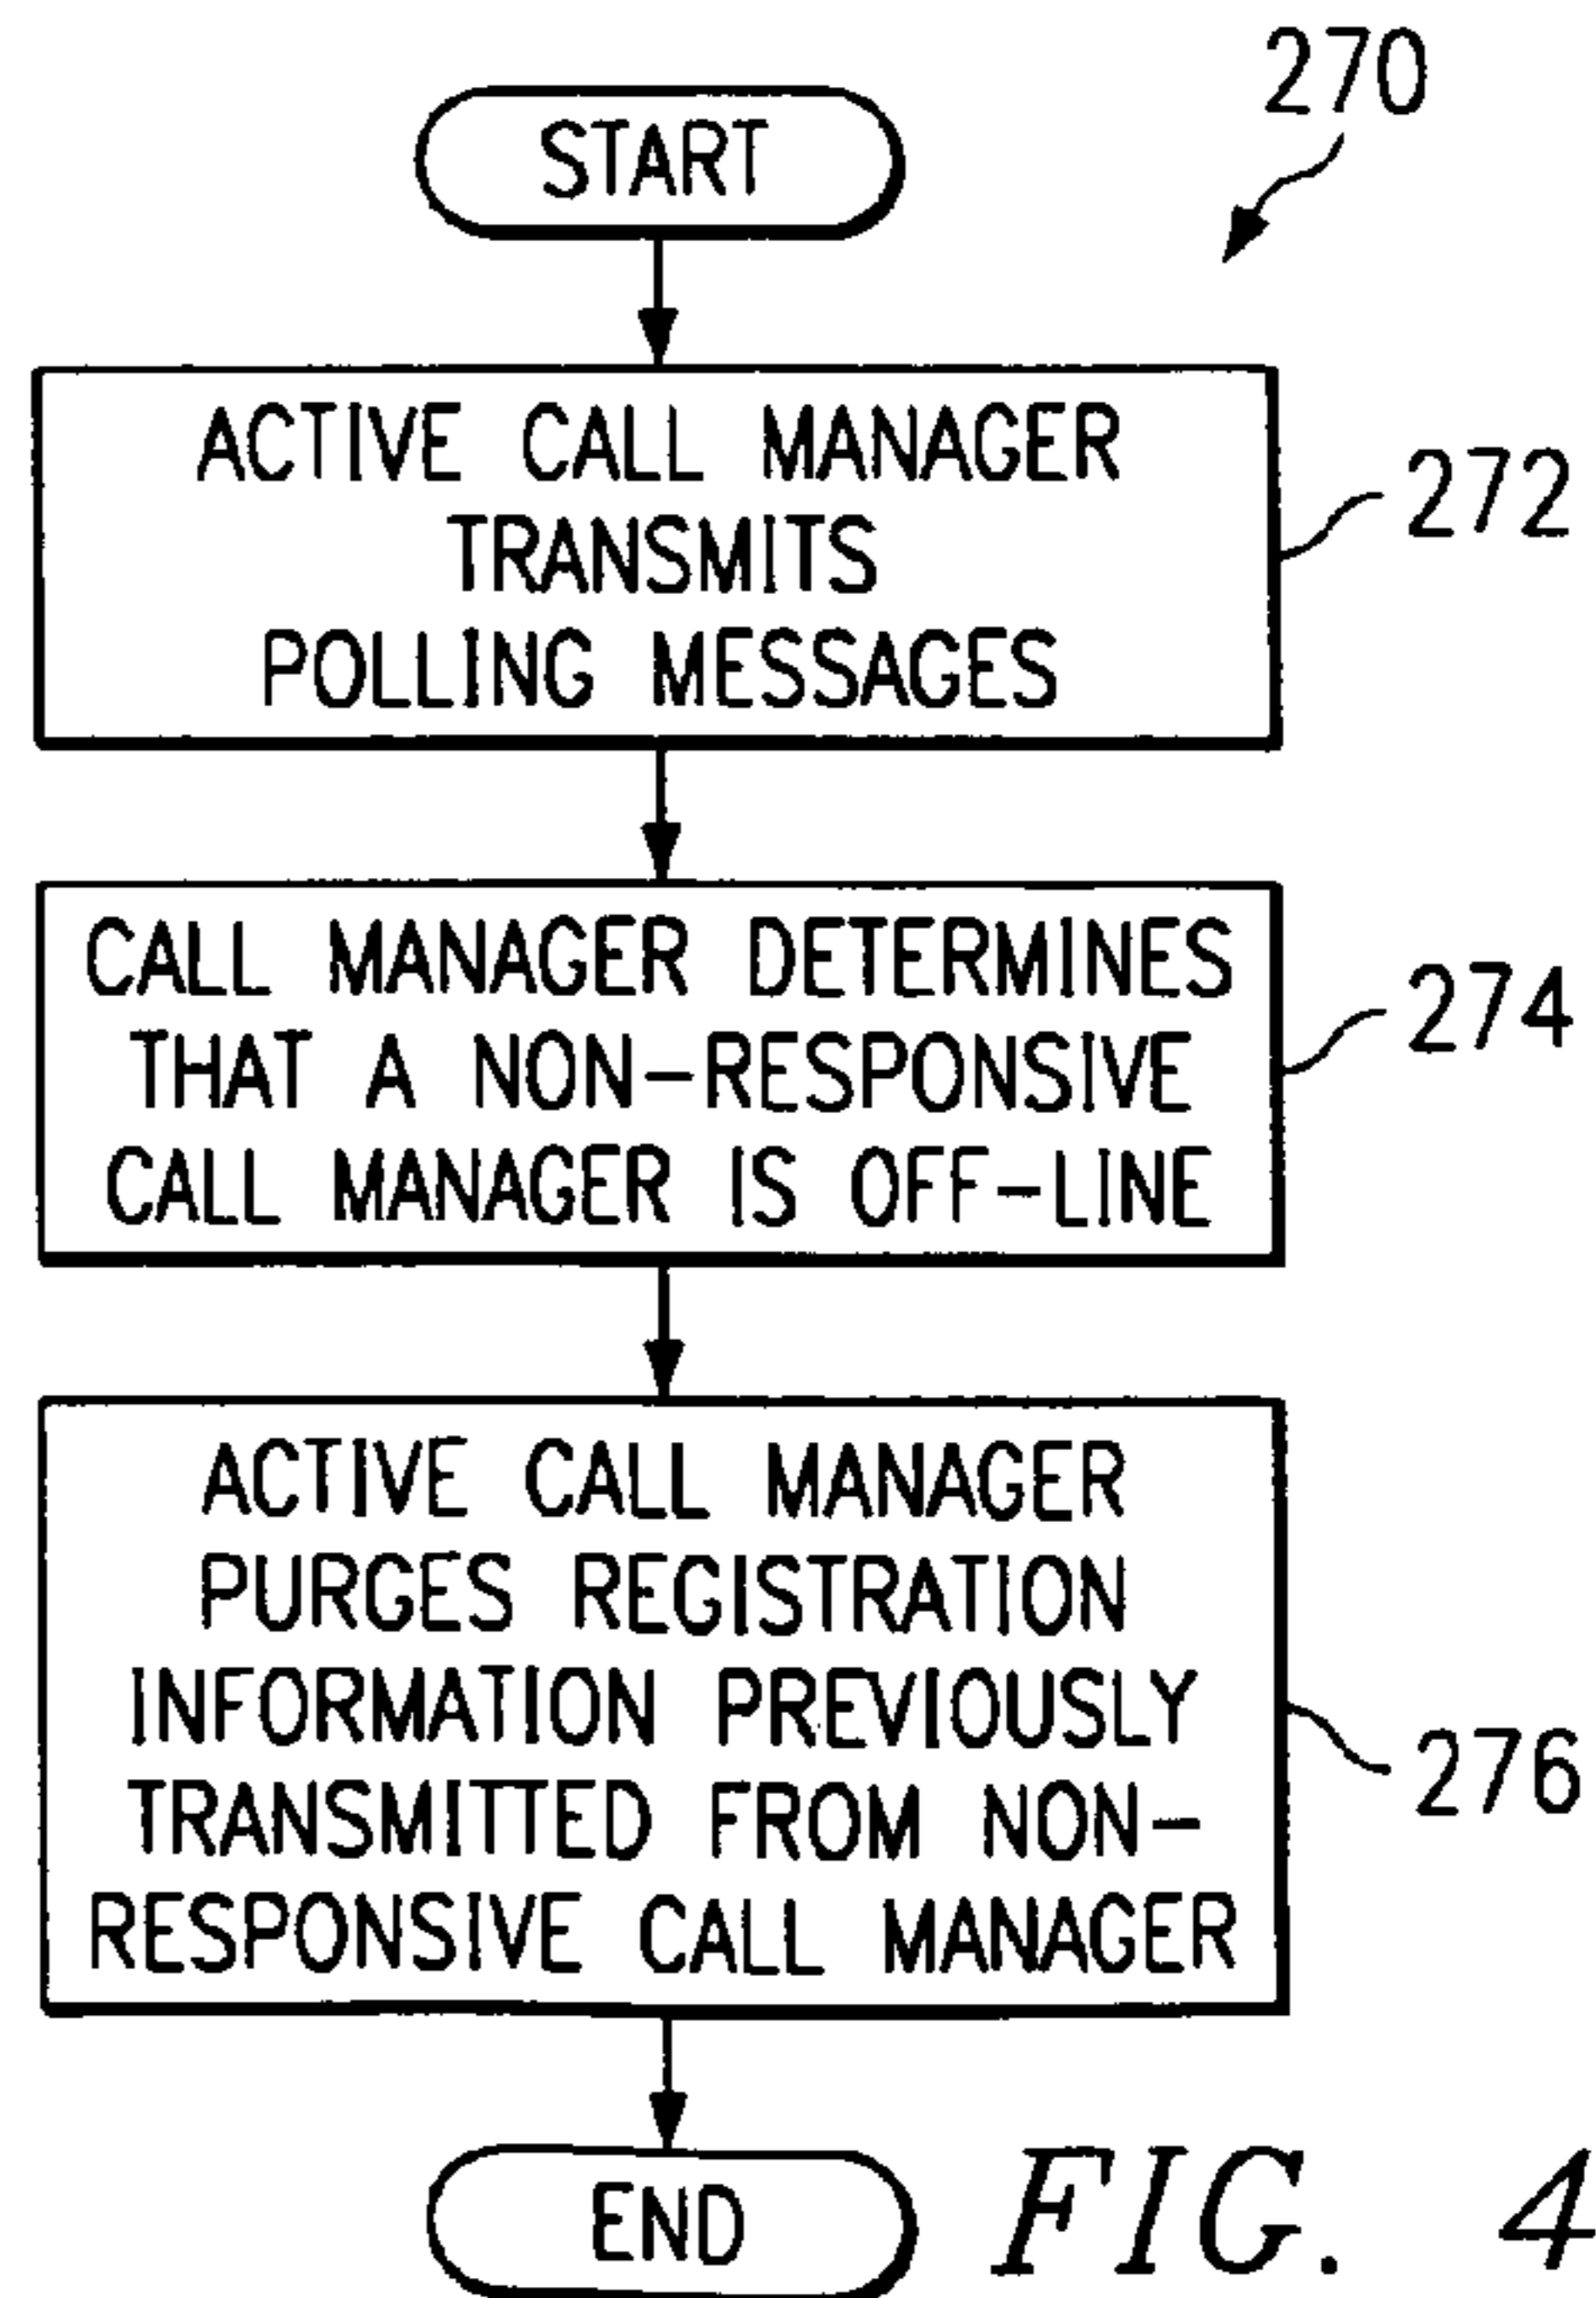 270
START
ACTIVE CALL MANAGER
TRANSMITS
POLLING MESSAGES
272
CALL MANAGER DETERMINES
THAT A NON-RESPONSIVE
CALL MANAGER IS OFF-LINE
274
ACTIVE CALL MANAGER
PURGES REGISTRATION
INFORMATION PREVIOUSLY
TRANSMITTED FROM NON-
RESPONSIVE CALL MANAGER
276
END
FIG. 4